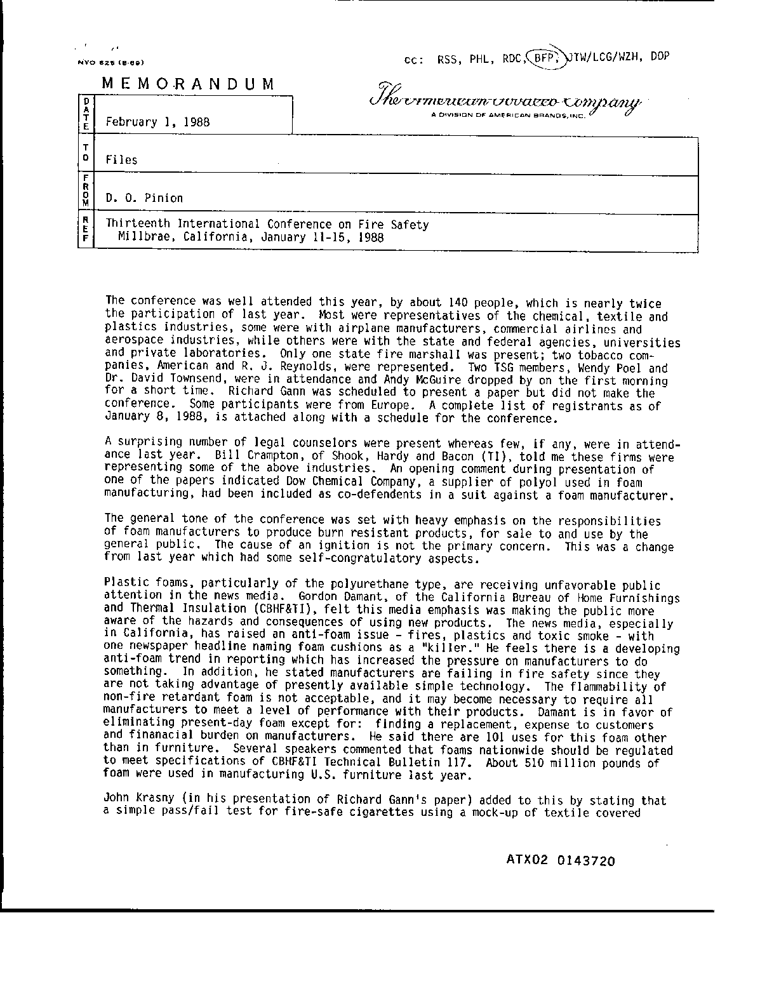 NYO 525 (8-69)
cc: RSS, PHL, RDC, BFP, JTW/LCG/WZH, DOP
MEMORANDUM
The American Tobacco Company
A DIVISION OF AMERICAN BRANDS, INC.
DATE
February 1, 1988
TO
Files
FROM
D. O. Pinion
REF
Thirteenth International Conference on Fire Safety
Millbrae, California, January 11-15, 1988
The conference was well attended this year, by about 140 people, which is nearly twice
the participation of last year. Most were representatives of the chemical, textile and
plastics industries, some were with airplane manufacturers, commercial airlines and
aerospace industries, while others were with the state and federal agencies, universities
and private laboratories. Only one state fire marshall was present; two tobacco com-
panies, American and R. J. Reynolds, were represented. Two TSG members, Wendy Poel and
Dr. David Townsend, were in attendance and Andy McGuire dropped by on the first morning
for a short time. Richard Gann was scheduled to present a paper but did not make the
conference. Some participants were from Europe. A complete list of registrants as of
January 8, 1988, is attached along with a schedule for the conference.
A surprising number of legal counselors were present whereas few, if any, were in attend-
ance last year. Bill Crampton, of Shook, Hardy and Bacon (TI), told me these firms were
representing some of the above industries. An opening comment during presentation of
one of the papers indicated Dow Chemical Company, a supplier of polyol used in foam
manufacturing, had been included as co-defendents in a suit against a foam manufacturer.
The general tone of the conference was set with heavy emphasis on the responsibilities
of foam manufacturers to produce burn resistant products, for sale to and use by the
general public. The cause of an ignition is not the primary concern. This was a change
from last year which had some self-congratulatory aspects.
Plastic foams, particularly of the polyurethane type, are receiving unfavorable public
attention in the news media. Gordon Damant, of the California Bureau of Home Furnishings
and Thermal Insulation (CBHF&TI), felt this media emphasis was making the public more
aware of the hazards and consequences of using new products. The news media, especially
in California, has raised an anti-foam issue - fires, plastics and toxic smoke - with
one newspaper headline naming foam cushions as a "killer." He feels there is a developing
anti-foam trend in reporting which has increased the pressure on manufacturers to do
something. In addition, he stated manufacturers are failing in fire safety since they
are not taking advantage of presently available simple technology. The flammability of
non-fire retardant foam is not acceptable, and it may become necessary to require all
manufacturers to meet a level of performance with their products. Damant is in favor of
eliminating present-day foam except for: finding a replacement, expense to customers
and finanacial burden on manufacturers. He said there are 101 uses for this foam other
than in furniture. Several speakers commented that foams nationwide should be regulated
to meet specifications of CBHF&TI Technical Bulletin 117. About 510 million pounds of
foam were used in manufacturing U.S. furniture last year.
John Krasny (in his presentation of Richard Gann's paper) added to this by stating that
a simple pass/fail test for fire-safe cigarettes using a mock-up of textile covered
ATX02 0143720